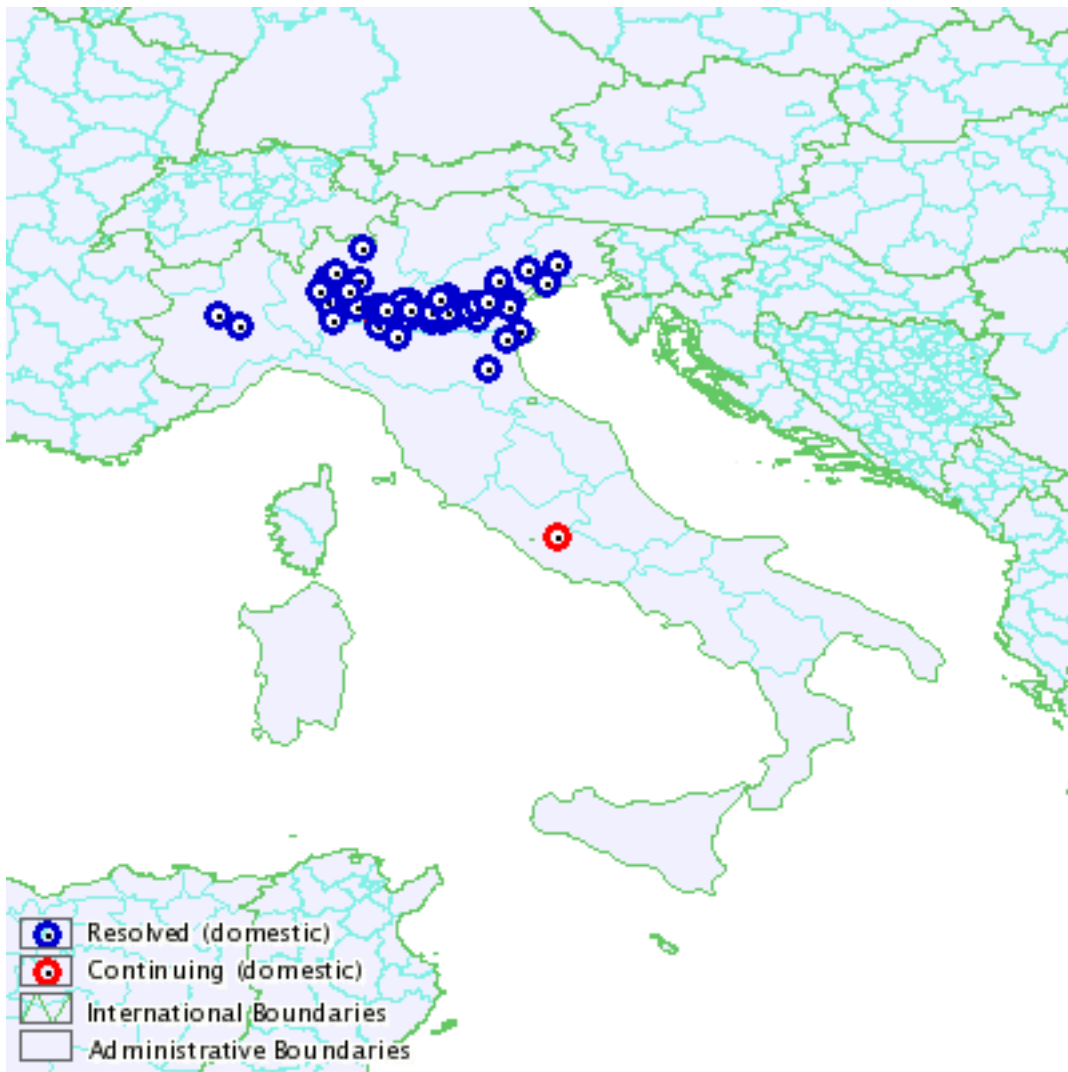 Resolved (domestic)
Continuing (domestic)
International Boundaries
Administrative Boundaries